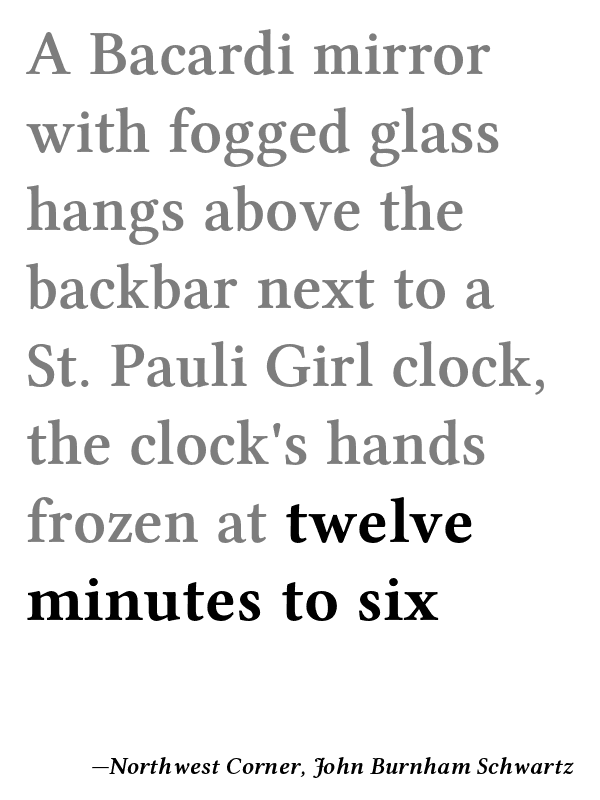 A Bacardi mirror
with fogged glass
hangs above the
backbar next to a
St. Pauli Girl clock,
the clock's hands
frozen at twelve
minutes to six
—Northwest Corner, John Burnham Schwartz